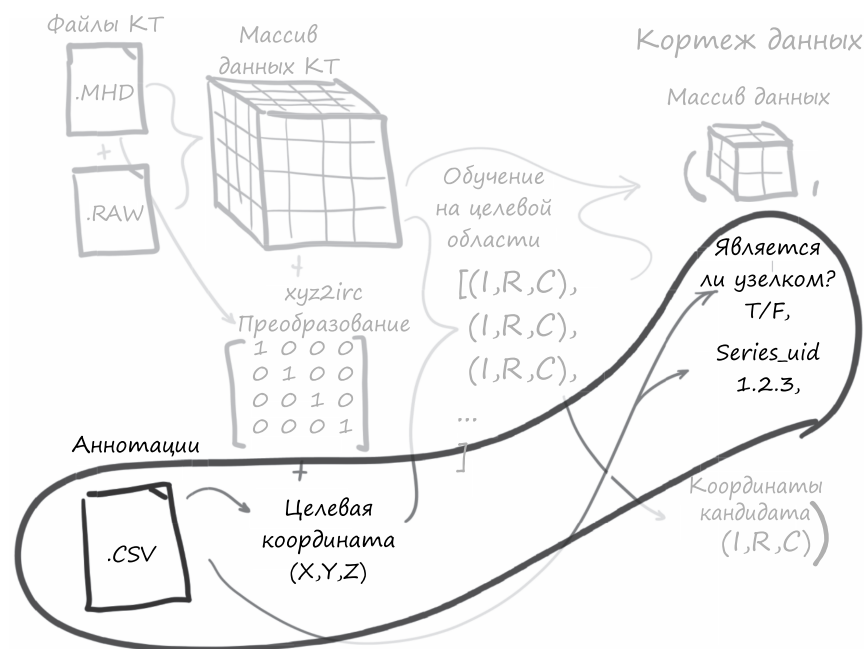 Файлы КТ
.MHD
+
.RAW
Массив
данных КТ
+
xyz2irc
Преобразование
1 0 0 0
0 1 0 0
0 0 1 0
0 0 0 1
+
Аннотации
.CSV
Целевая
координата
(X,Y,Z)
Обучение
на целевой
области
[(I,R,C),
(I,R,C),
(I,R,C),
...
]
Кортеж данных
Массив данных
(
,
Является
ли узелком?
T/F,
Series_uid
1.2.3,
Координаты
кандидата
(I,R,C))